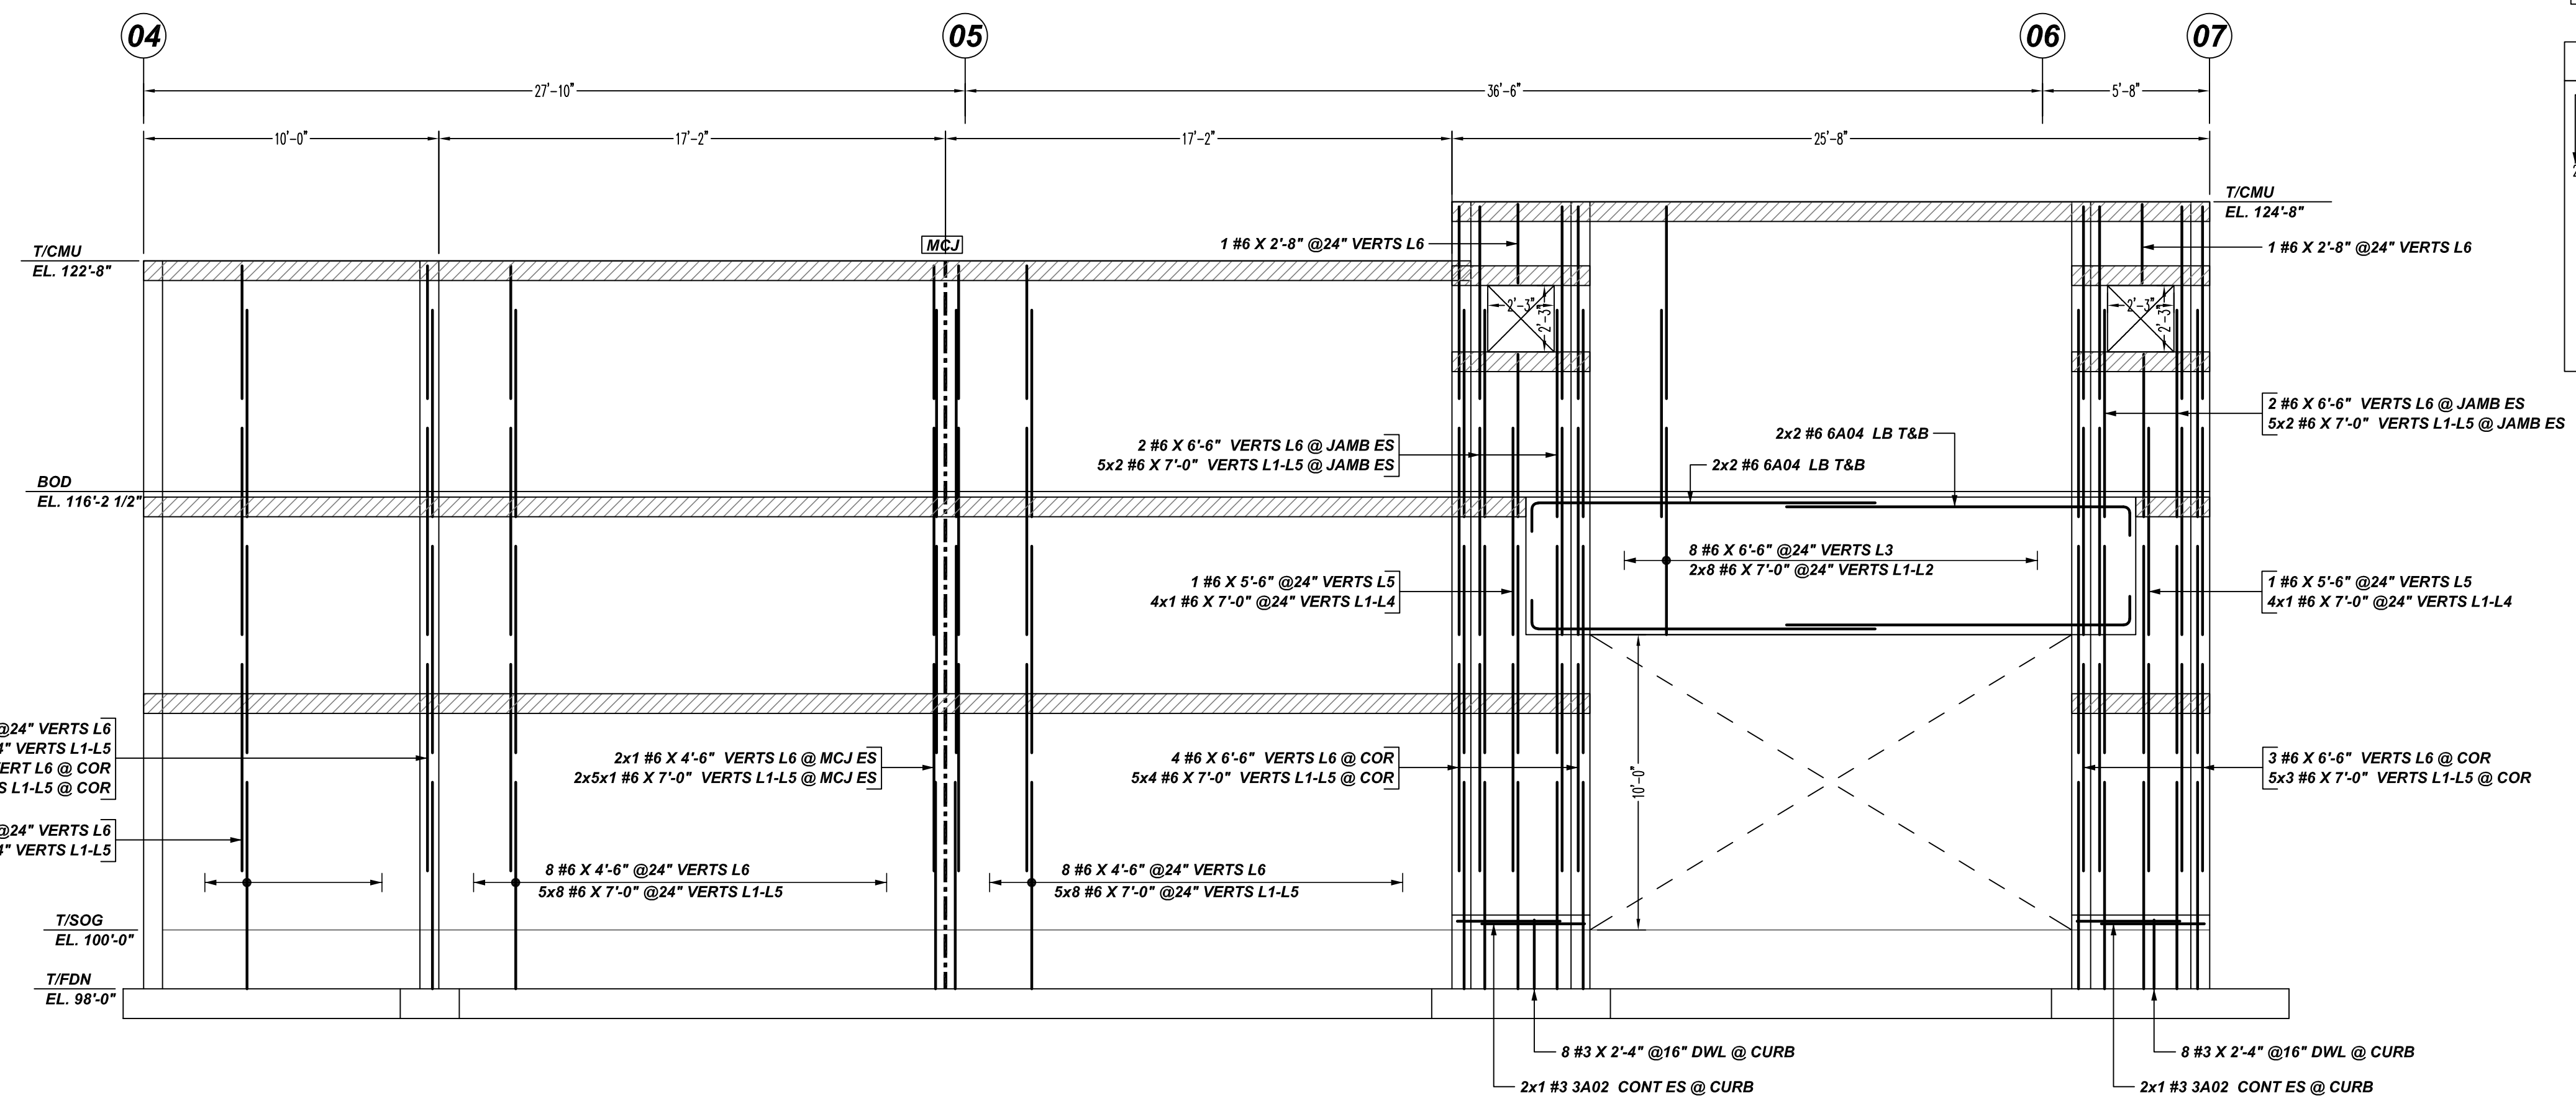 04 05 06 07
27'-10" 36'-6" 5'-8"
10'-0" 17'-2" 17'-2" 25'-8"
T/CMU
EL. 124'-8"
MCJ
1 #6 X 2'-8" @24" VERTS L6
1 #6 X 2'-8" @24" VERTS L6
T/CMU
EL. 122'-8"
2'-3"
2'-3"
2'-3"
2'-3"
2 #6 X 6'-6" VERTS L6 @ JAMB ES
5x2 #6 X 7'-0" VERTS L1-L5 @ JAMB ES
2 #6 X 6'-6" VERTS L6 @ JAMB ES
5x2 #6 X 7'-0" VERTS L1-L5 @ JAMB ES
2x2 #6 6A04 LB T&B
2x2 #6 6A04 LB T&B
BOD
EL. 116'-2 1/2"
8 #6 X 6'-6" @24" VERTS L3
2x8 #6 X 7'-0" @24" VERTS L1-L2
1 #6 X 5'-6" @24" VERTS L5
4x1 #6 X 7'-0" @24" VERTS L1-L4
1 #6 X 5'-6" @24" VERTS L5
4x1 #6 X 7'-0" @24" VERTS L1-L4
@24" VERTS L6
4" VERTS L1-L5
VERT L6 @ COR
S L1-L5 @ COR
2x1 #6 X 4'-6" VERTS L6 @ MCJ ES
2x5x1 #6 X 7'-0" VERTS L1-L5 @ MCJ ES
4 #6 X 6'-6" VERTS L6 @ COR
5x4 #6 X 7'-0" VERTS L1-L5 @ COR
10'-0"
3 #6 X 6'-6" VERTS L6 @ COR
5x3 #6 X 7'-0" VERTS L1-L5 @ COR
@24" VERTS L6
4" VERTS L1-L5
8 #6 X 4'-6" @24" VERTS L6
5x8 #6 X 7'-0" @24" VERTS L1-L5
8 #6 X 4'-6" @24" VERTS L6
5x8 #6 X 7'-0" @24" VERTS L1-L5
T/SOG
EL. 100'-0"
T/FDN
EL. 98'-0"
8 #3 X 2'-4" @16" DWL @ CURB
8 #3 X 2'-4" @16" DWL @ CURB
2x1 #3 3A02 CONT ES @ CURB
2x1 #3 3A02 CONT ES @ CURB